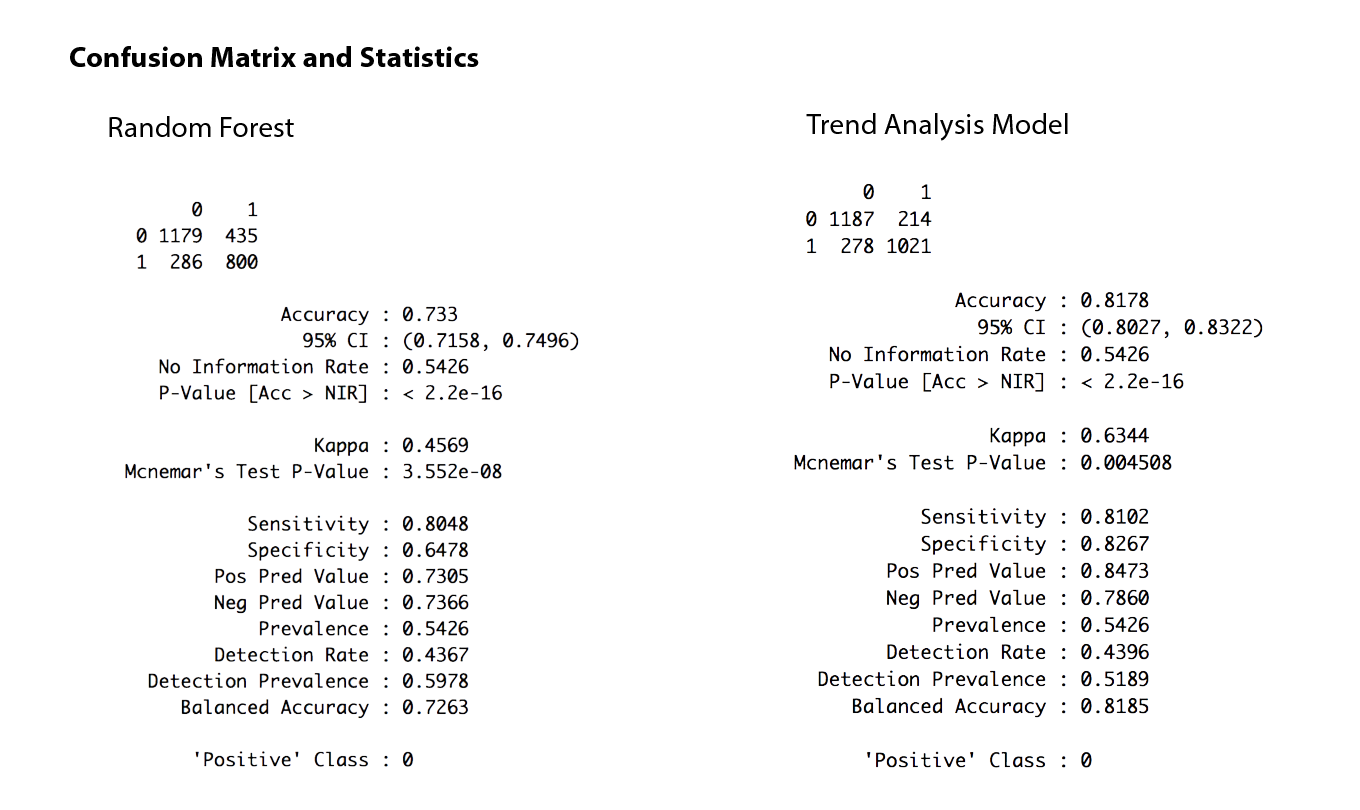 Confusion Matrix and Statistics
Random Forest
0 1
0 1179 435
1 286 800
Accuracy : 0.733
95% CI : (0.7158, 0.7496)
No Information Rate : 0.5426
P-Value [Acc > NIR] : < 2.2e-16
Kappa : 0.4569
Mcnemar's Test P-Value : 3.552e-08
Sensitivity : 0.8048
Specificity : 0.6478
Pos Pred Value : 0.7305
Neg Pred Value : 0.7366
Prevalence : 0.5426
Detection Rate : 0.4367
Detection Prevalence : 0.5978
Balanced Accuracy : 0.7263
'Positive' Class : 0
Trend Analysis Model
0 1
0 1187 214
1 278 1021
Accuracy : 0.8178
95% CI : (0.8027, 0.8322)
No Information Rate : 0.5426
P-Value [Acc > NIR] : < 2.2e-16
Kappa : 0.6344
Mcnemar's Test P-Value : 0.004508
Sensitivity : 0.8102
Specificity : 0.8267
Pos Pred Value : 0.8473
Neg Pred Value : 0.7860
Prevalence : 0.5426
Detection Rate : 0.4396
Detection Prevalence : 0.5189
Balanced Accuracy : 0.8185
'Positive' Class : 0